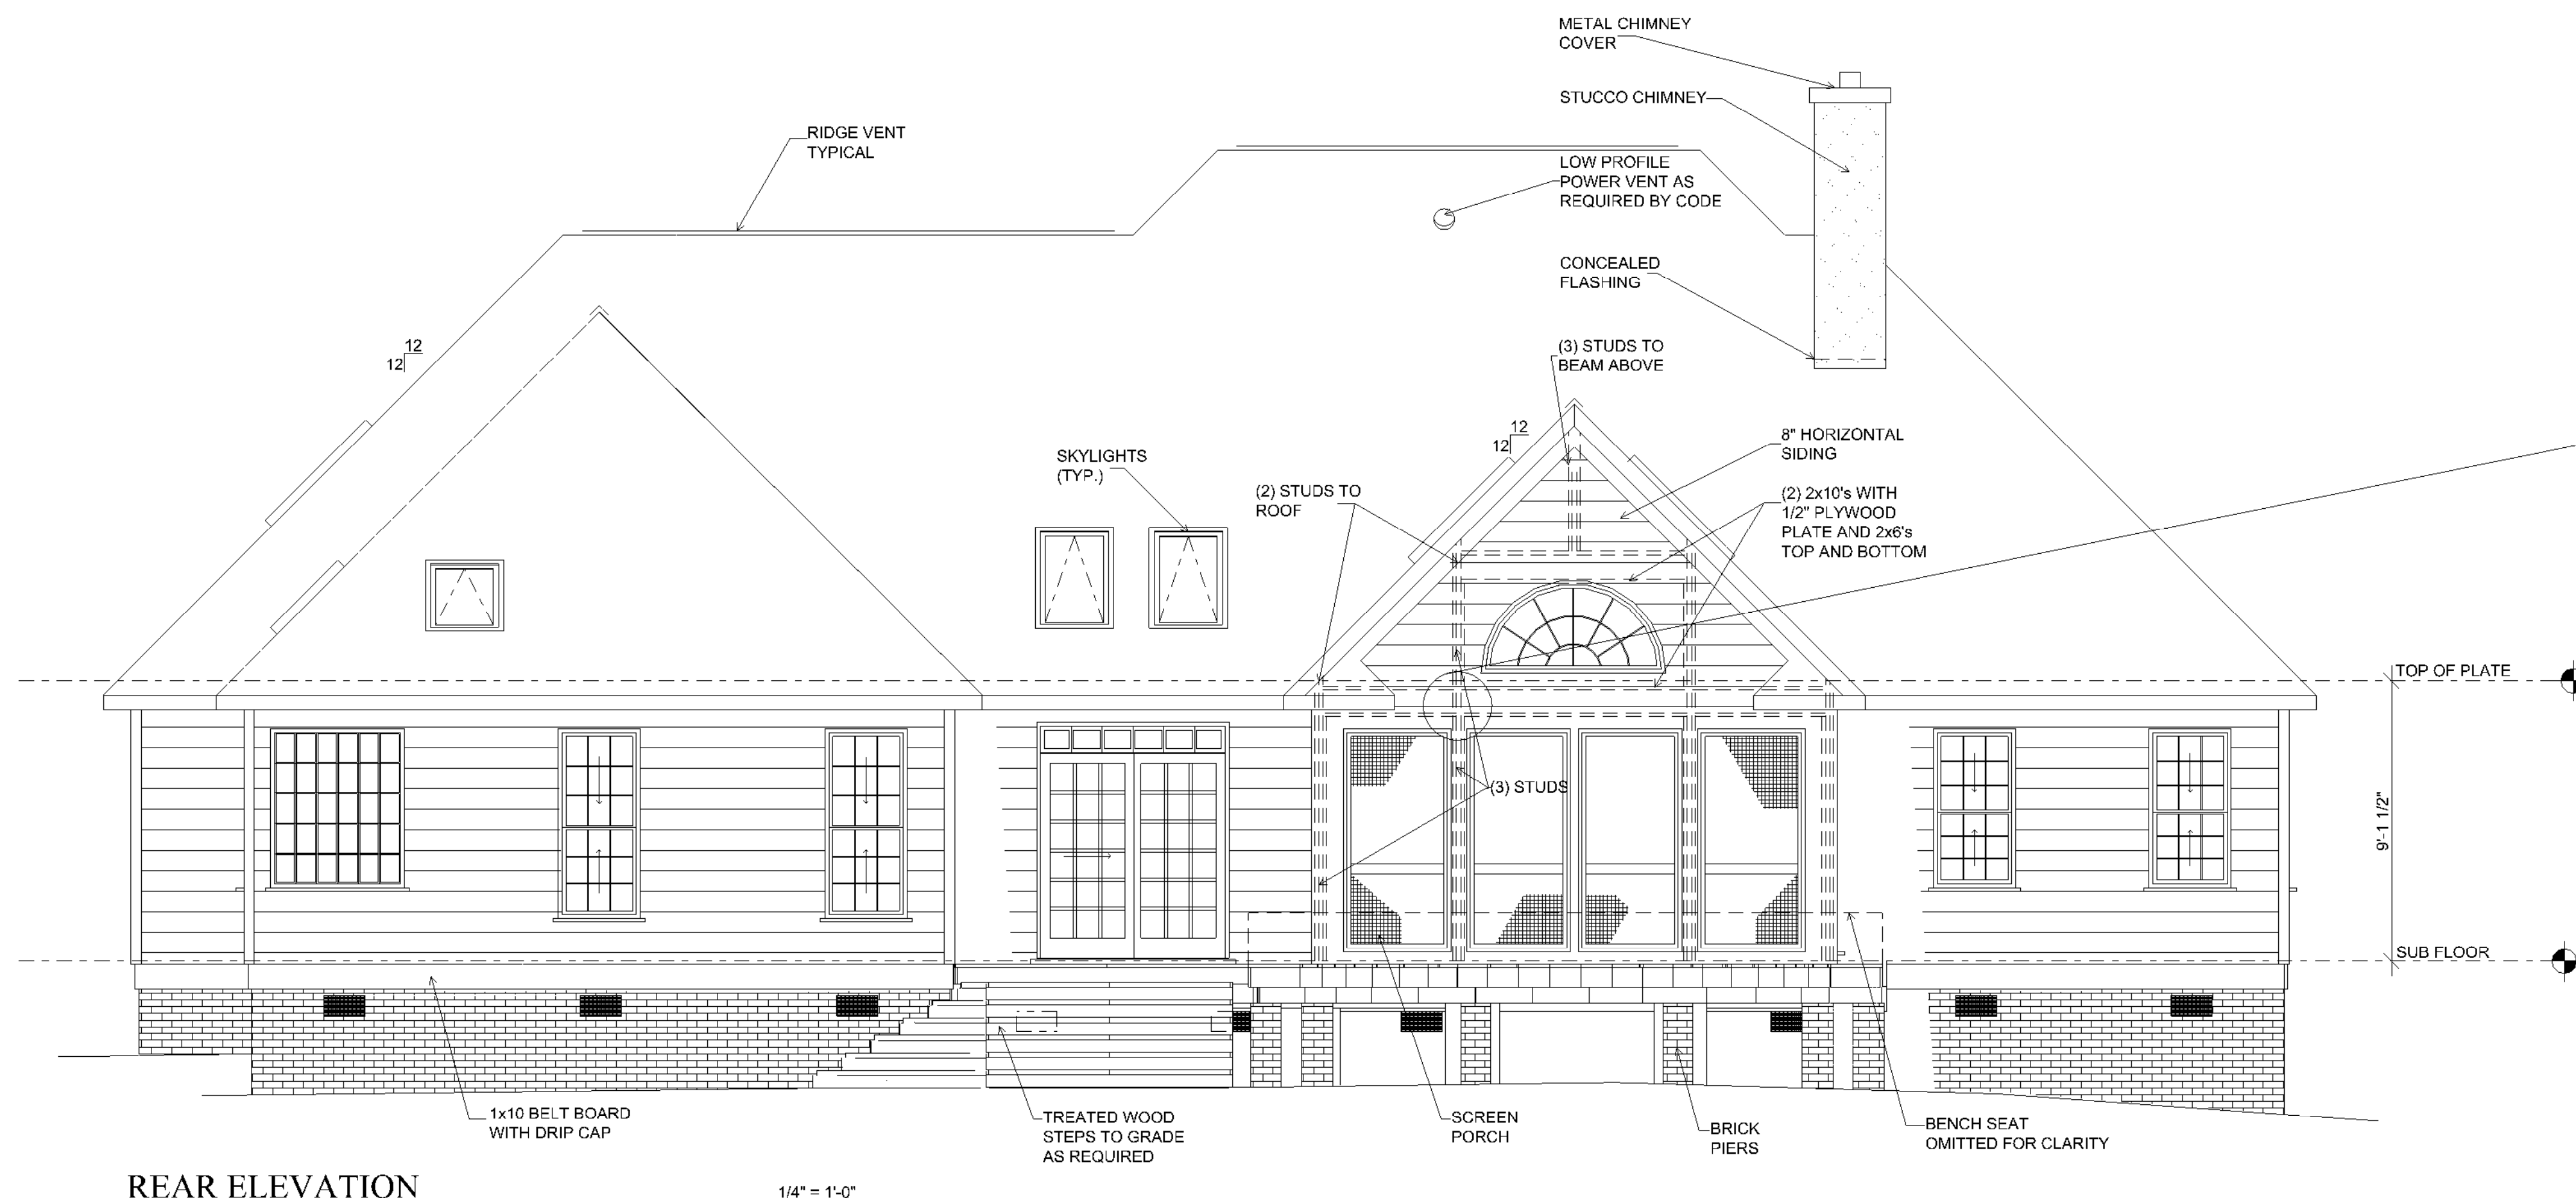 METAL CHIMNEY
COVER
STUCCO CHIMNEY
RIDGE VENT
TYPICAL
LOW PROFILE
POWER VENT AS
REQUIRED BY CODE
CONCEALED
FLASHING
12
12
(3) STUDS TO
BEAM ABOVE
12
12
8" HORIZONTAL
SIDING
SKYLIGHTS
(TYP.)
(2) STUDS TO
ROOF
(2) 2x10's WITH
1/2" PLYWOOD
PLATE AND 2x6's
TOP AND BOTTOM
TOP OF PLATE
(3) STUDS
9'-1 1/2"
SUB FLOOR
1x10 BELT BOARD
WITH DRIP CAP
TREATED WOOD
STEPS TO GRADE
AS REQUIRED
SCREEN
PORCH
BRICK
PIERS
BENCH SEAT
OMITTED FOR CLARITY
REAR ELEVATION
1/4" = 1'-0"